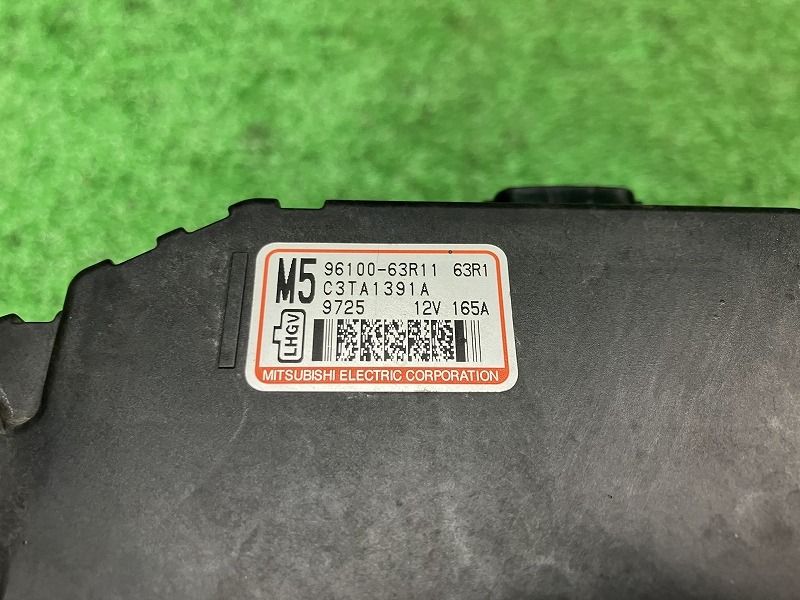 M5 96100-63R11 63R1
C3TA1391A
9725 12V 165A
LHGV
MITSUBISHI ELECTRIC CORPORATION